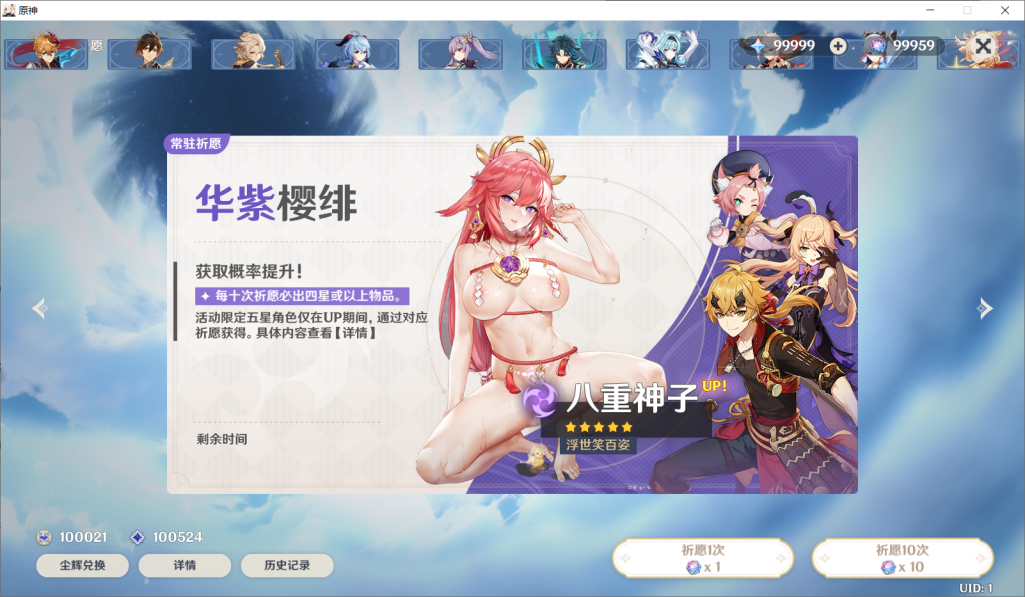 原神
愿
99999
99959
常驻祈愿
华紫樱绯
获取概率提升！
每十次祈愿必出四星或以上物品。
活动限定五星角色仅在UP期间，通过对应
祈愿获得。具体内容查看【详情】
八重神子
UP!
浮世笑百姿
剩余时间
100021
100524
尘辉兑换
详情
历史记录
祈愿1次
x 1
祈愿10次
x 10
UID: 1